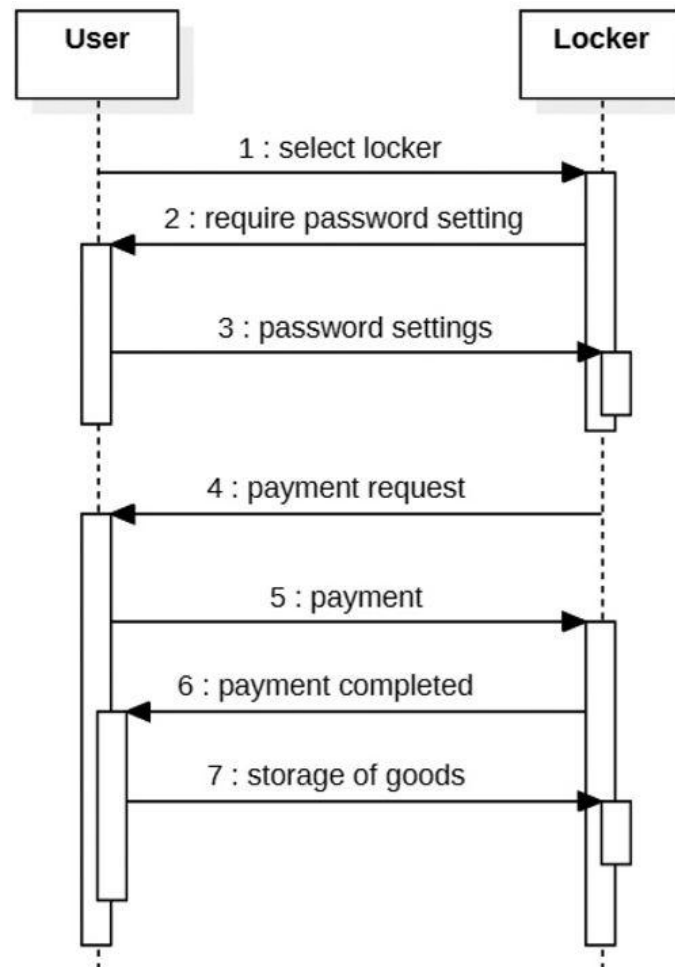 User
Locker
1 : select locker
2 : require password setting
3 : password settings
4 : payment request
5 : payment
6 : payment completed
7 : storage of goods